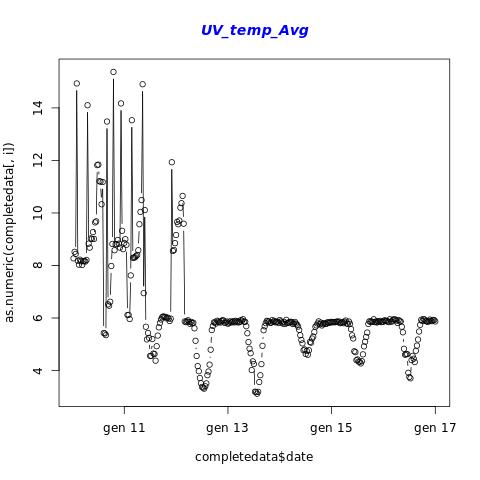 UV_temp_Avg
as.numeric(completedata[, i])
14
12
10
8
6
4
gen 11
gen 13
gen 15
gen 17
completedata$date